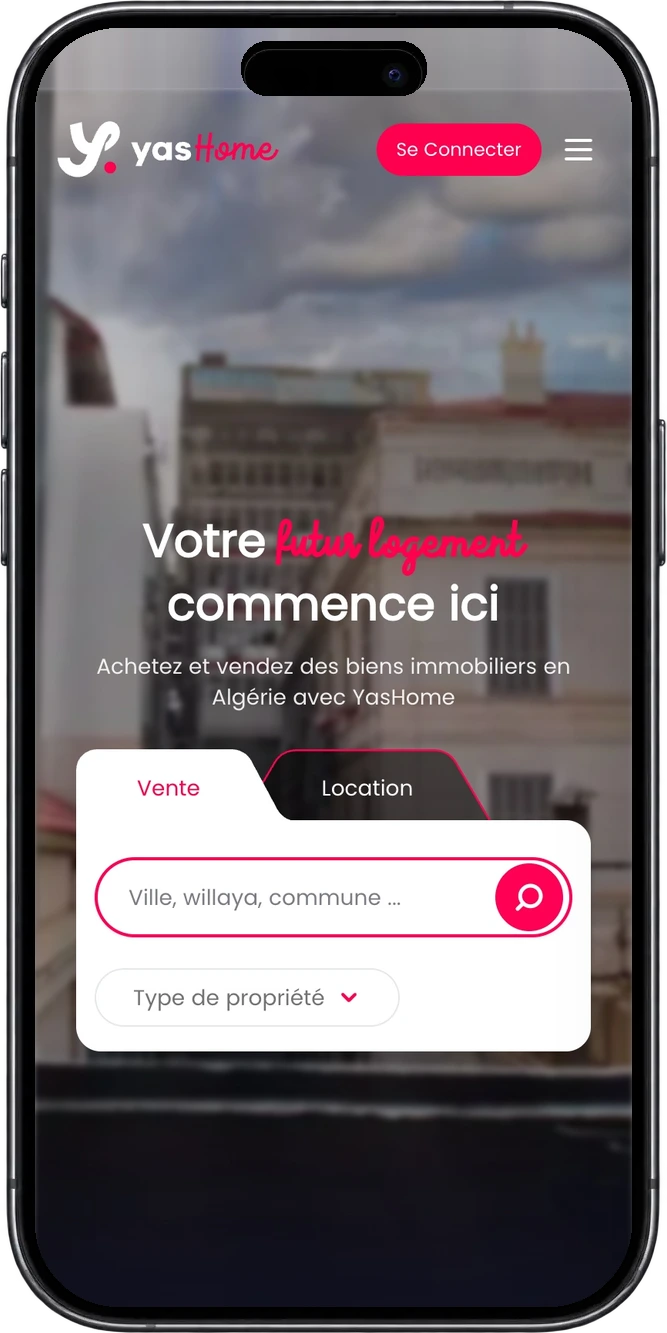 yasHome
Se Connecter
Votre futur logement
commence ici
Achetez et vendez des biens immobiliers en
Algérie avec YasHome
Vente
Location
Ville, willaya, commune ...
Type de propriété